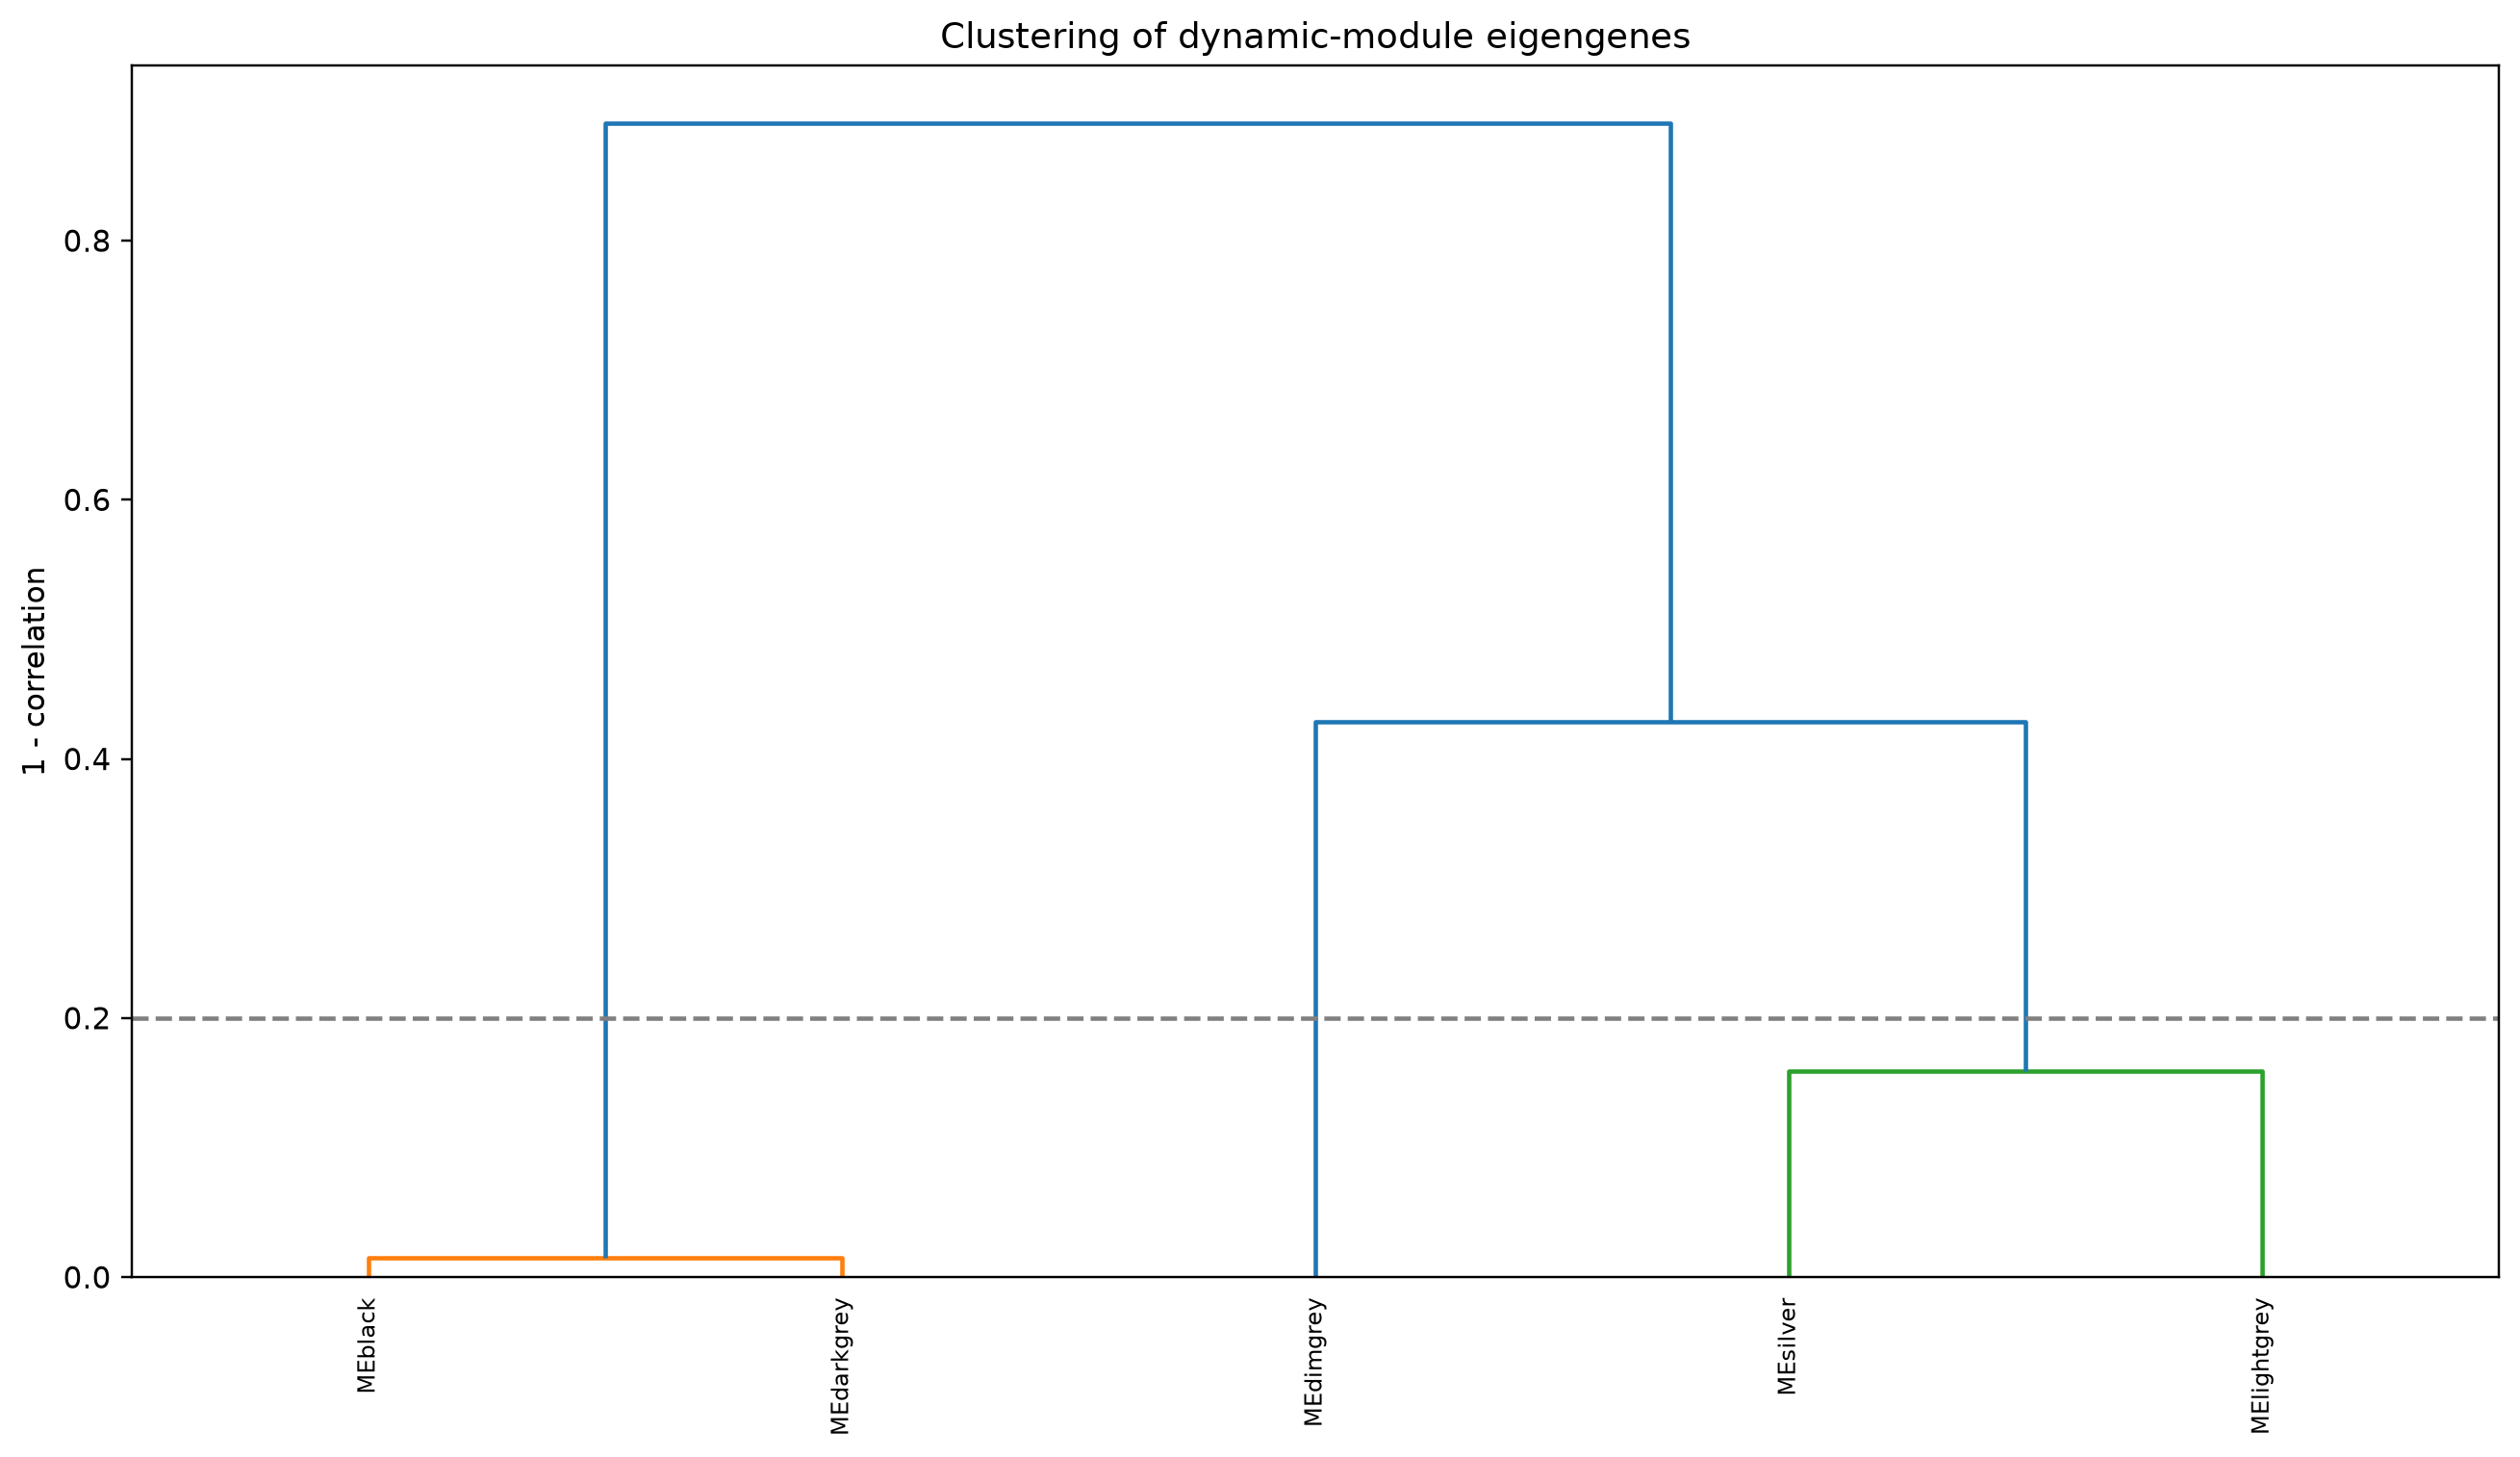 Clustering of dynamic-module eigengenes
1 - correlation
0.8
0.6
0.4
0.2
0.0
MEblack
MEdarkgrey
MEdimgrey
MEsilver
MElightgrey